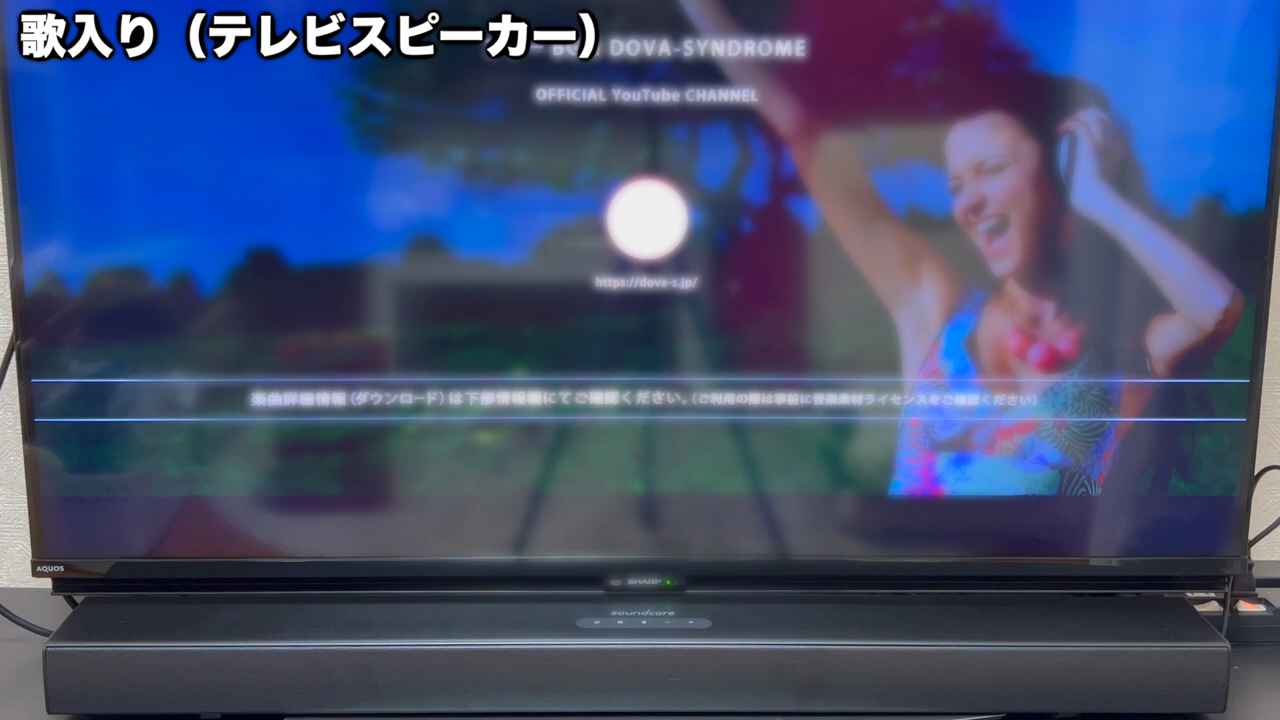 歌入り（テレビスピーカー）
DOVA-SYNDROME
OFFICIAL YouTube CHANNEL
https://dova-s.jp/
楽曲詳細情報（ダウンロード）は下部情報欄にてご確認ください。（ご利用の際は事前に音楽素材ライセンスをご確認ください）
AQUOS
SHARP
soundcore